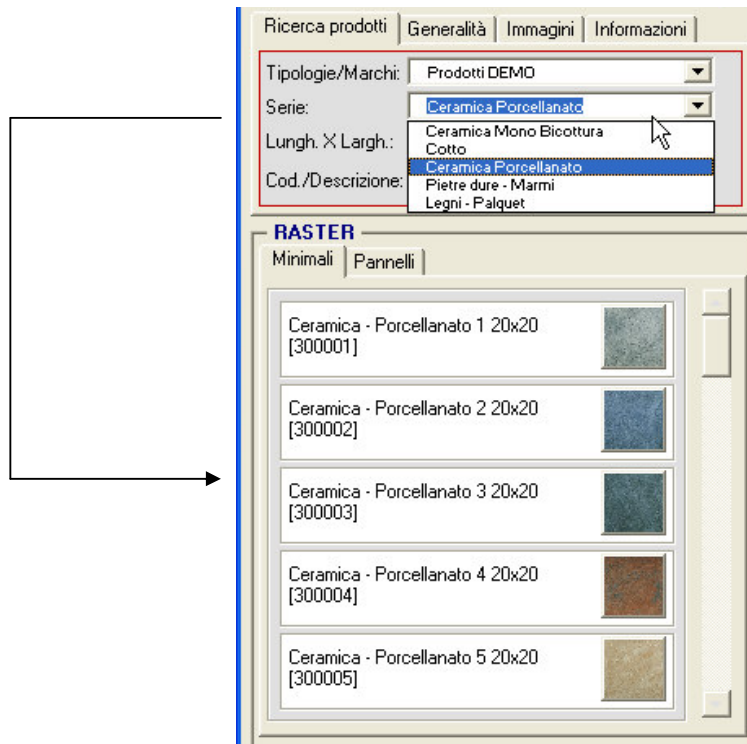 Ricerca prodotti Generalità Immagini Informazioni
Tipologie/Marchi: Prodotti DEMO
Serie: Ceramica Porcellanato
Lungh. X Largh.:
Cod./Descrizione:
Ceramica Mono Bicottura
Cotto
Ceramica Porcellanato
Pietre dure - Marmi
Legni - Palquet
RASTER
Minimali Pannelli
Ceramica - Porcellanato 1 20x20
[300001]
Ceramica - Porcellanato 2 20x20
[300002]
Ceramica - Porcellanato 3 20x20
[300003]
Ceramica - Porcellanato 4 20x20
[300004]
Ceramica - Porcellanato 5 20x20
[300005]